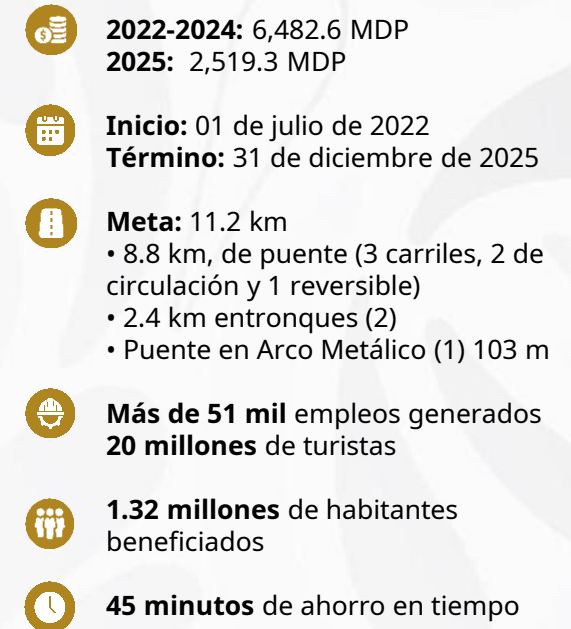 2022-2024: 6,482.6 MDP
2025: 2,519.3 MDP
Inicio: 01 de julio de 2022
Término: 31 de diciembre de 2025
Meta: 11.2 km
• 8.8 km, de puente (3 carriles, 2 de
circulación y 1 reversible)
• 2.4 km entronques (2)
• Puente en Arco Metálico (1) 103 m
Más de 51 mil empleos generados
20 millones de turistas
1.32 millones de habitantes
beneficiados
45 minutos de ahorro en tiempo